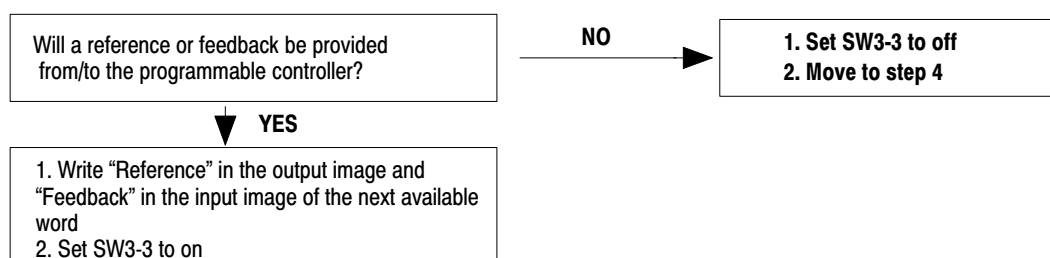 Will a reference or feedback be provided
from/to the programmable controller?
NO
1. Set SW3-3 to off
2. Move to step 4
YES
1. Write “Reference” in the output image and
“Feedback” in the input image of the next available
word
2. Set SW3-3 to on